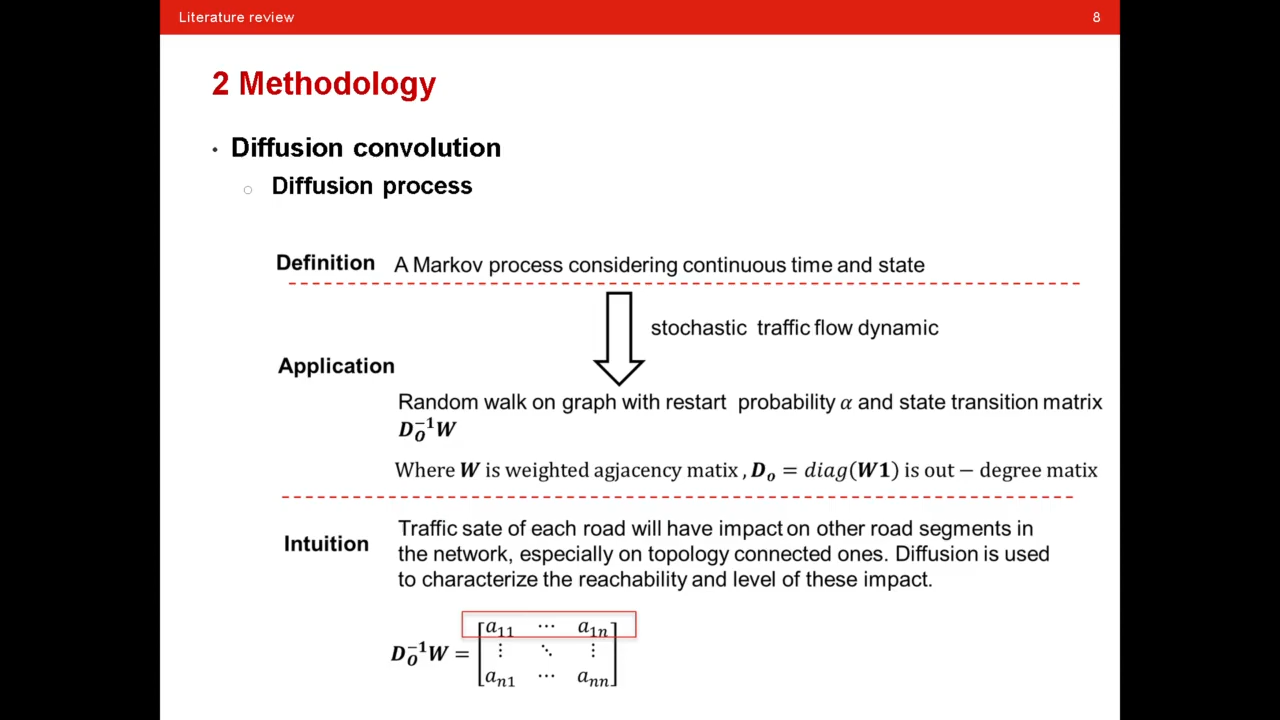 Literature review 8
2 Methodology
• Diffusion convolution
○ Diffusion process
Definition A Markov process considering continuous time and state
stochastic traffic flow dynamic
Application
Random walk on graph with restart probability α and state transition matrix
D_O^{-1}W
Where W is weighted agjacency matix , D_o = diag(W1) is out − degree matix
Traffic sate of each road will have impact on other road segments in
Intuition
the network, especially on topology connected ones. Diffusion is used
to characterize the reachability and level of these impact.
a_{11} ⋯ a_{1n}
D_O^{-1}W = [ ⋮ ⋱ ⋮ ]
a_{n1} ⋯ a_{nn}